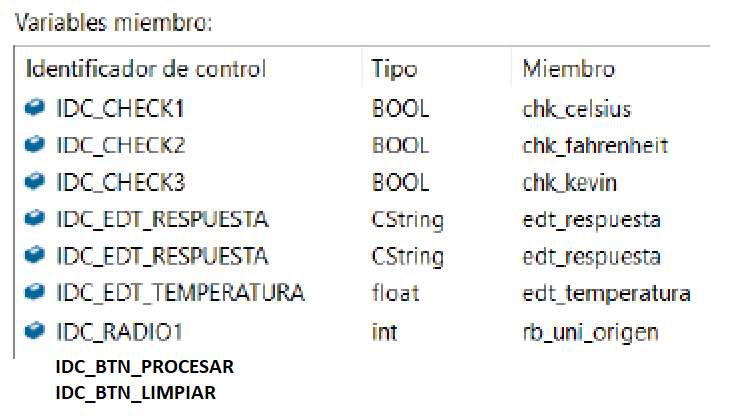 Variables miembro:
Identificador de control Tipo Miembro
IDC_CHECK1 BOOL chk_celsius
IDC_CHECK2 BOOL chk_fahrenheit
IDC_CHECK3 BOOL chk_kevin
IDC_EDT_RESPUESTA CString edt_respuesta
IDC_EDT_RESPUESTA CString edt_respuesta
IDC_EDT_TEMPERATURA float edt_temperatura
IDC_RADIO1 int rb_uni_origen
IDC_BTN_PROCESAR
IDC_BTN_LIMPIAR